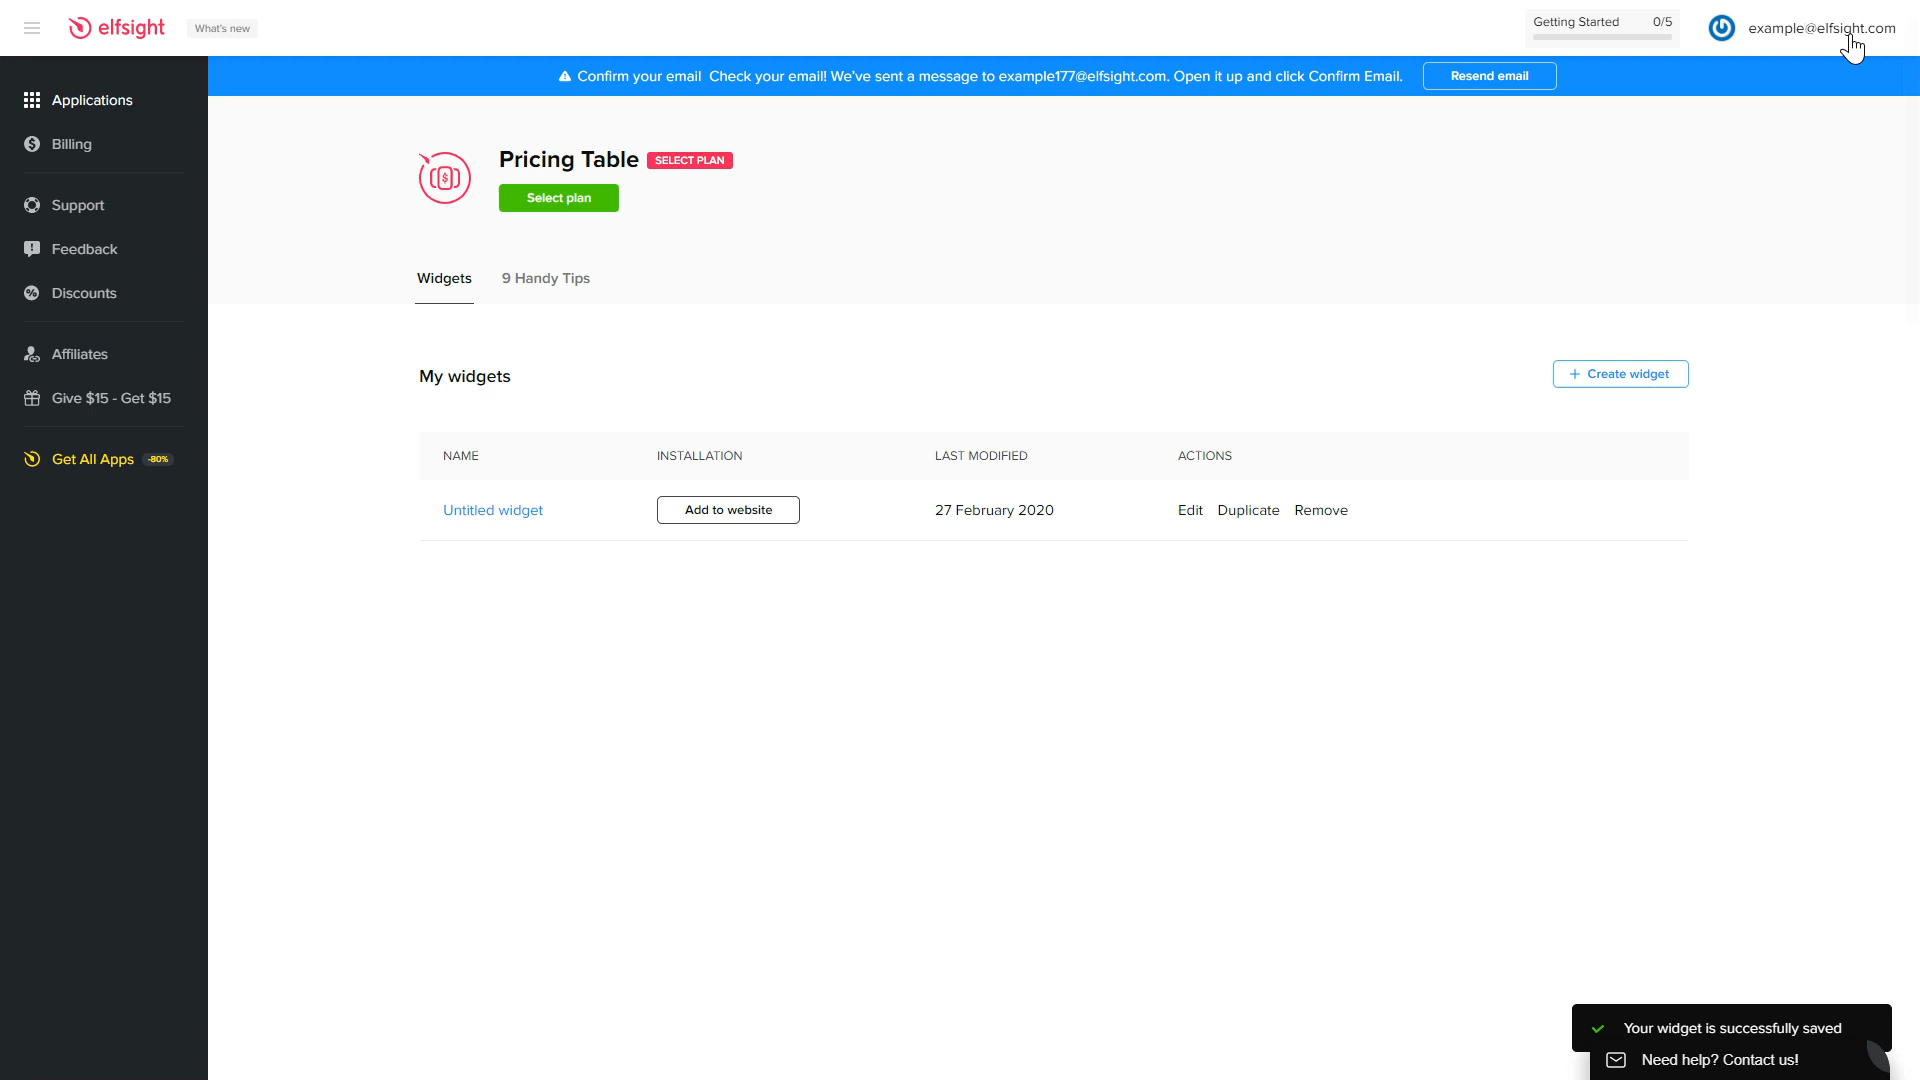 elfsight
What's new
Getting Started 0/5
example@elfsight.com
Confirm your email Check your email! We've sent a message to example177@elfsight.com. Open it up and click Confirm Email.
Resend email
Applications
Billing
Support
Feedback
Discounts
Affiliates
Give $15 - Get $15
Get All Apps -80%
Pricing Table SELECT PLAN
Select plan
Widgets 9 Handy Tips
My widgets
+ Create widget
NAME INSTALLATION LAST MODIFIED ACTIONS
Untitled widget Add to website 27 February 2020 Edit Duplicate Remove
Your widget is successfully saved
Need help? Contact us!